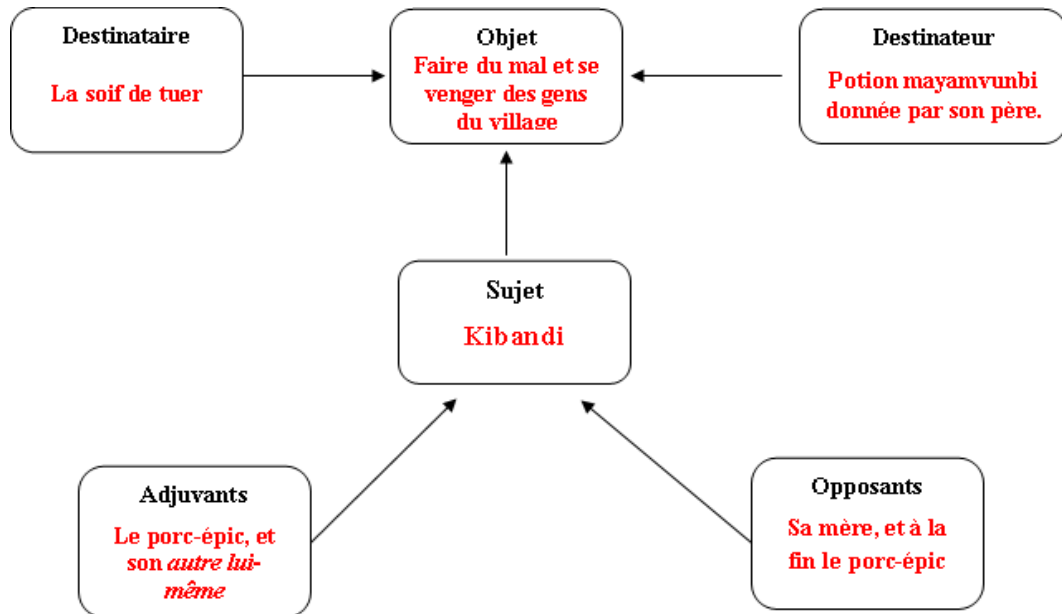 Destinataire
La soif de tuer
Objet
Faire du mal et se
venger des gens
du village
Destinateur
Potion mayamvunbi
donnée par son père.
Sujet
Kibandi
Adjuvants
Le porc-épic, et
son autre lui-
même
Opposants
Sa mère, et à la
fin le porc-épic